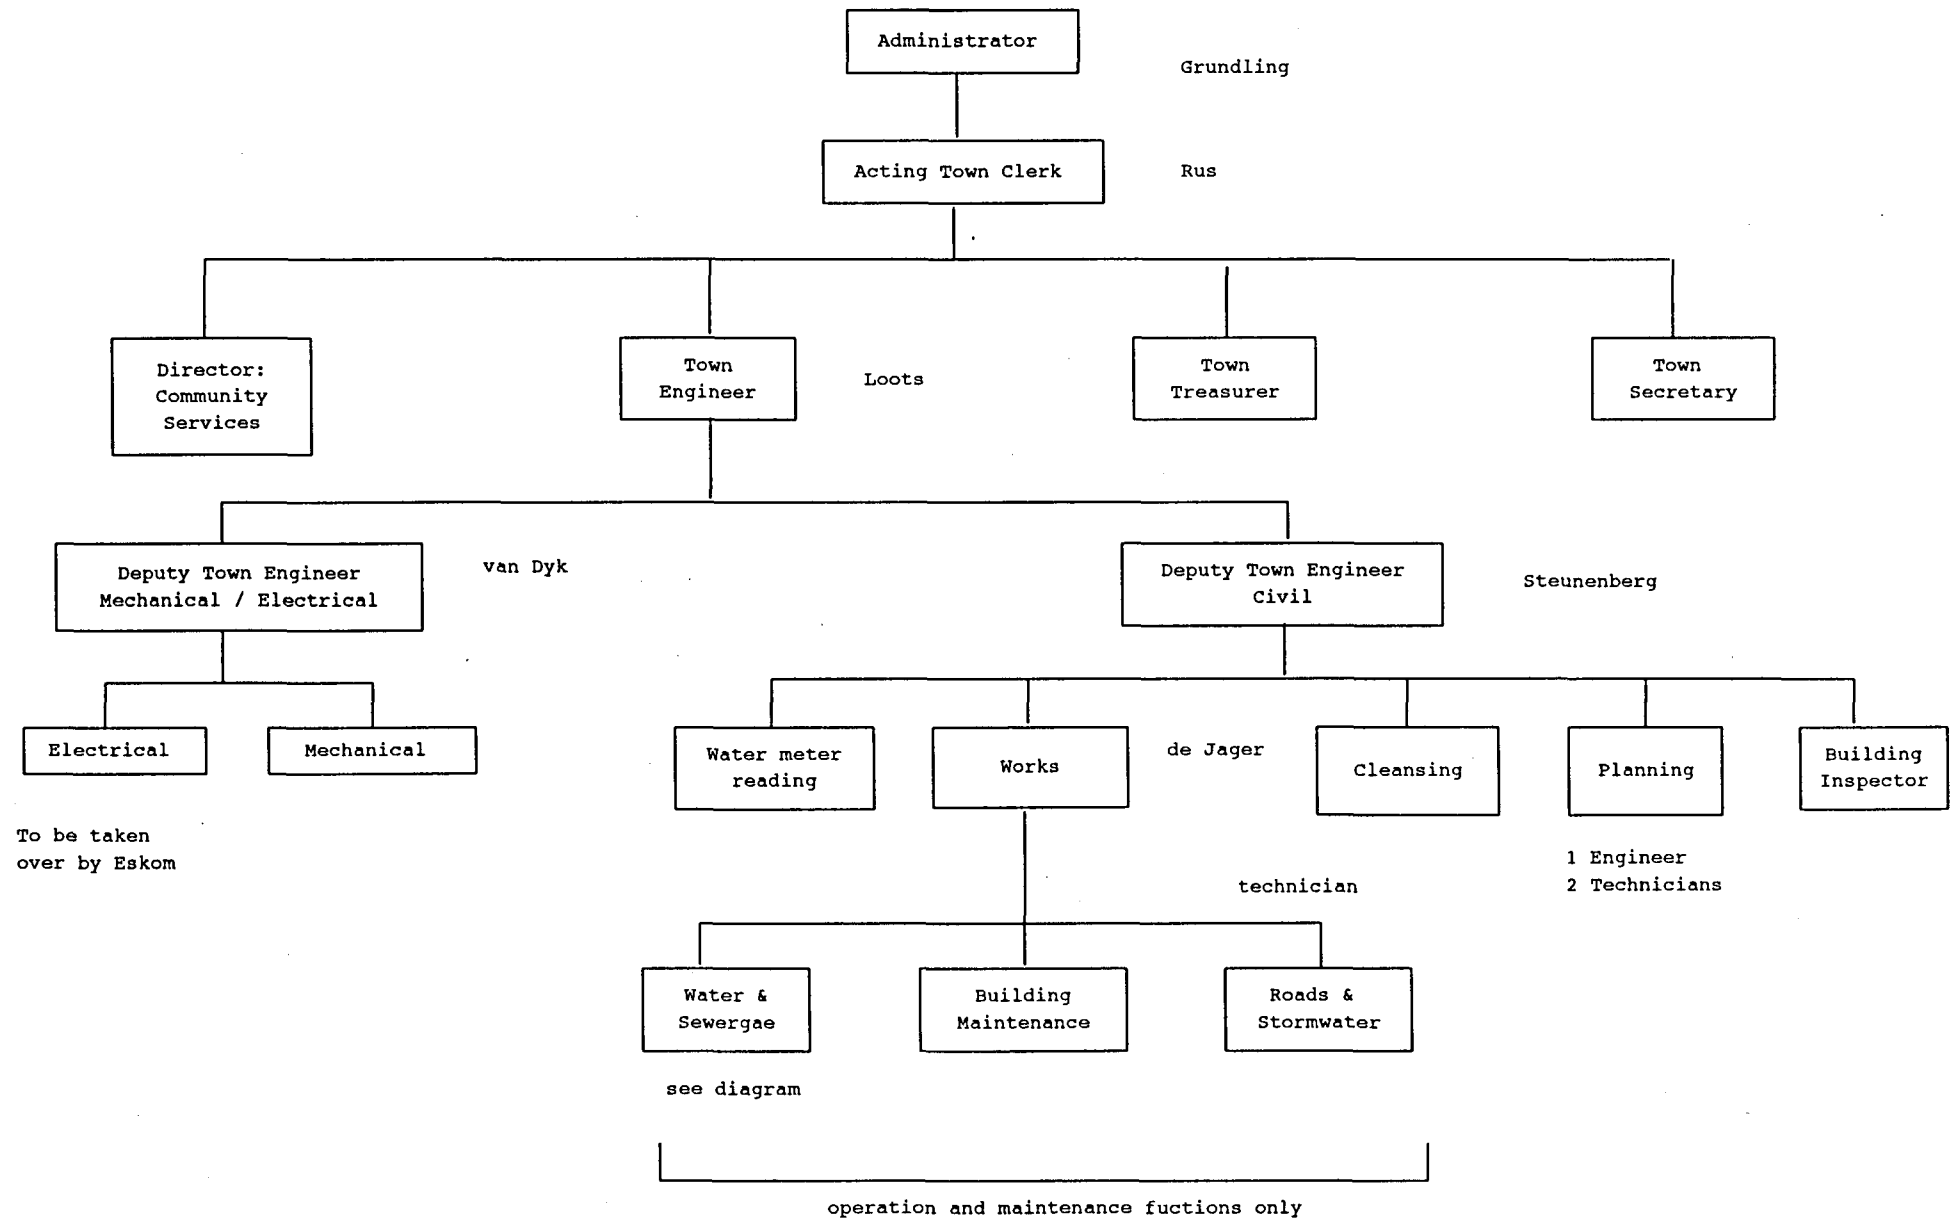 Administrator
Grundling
Acting Town Clerk
Rus
Director:
Community
Services
Town
Engineer
Loots
Town
Treasurer
Town
Secretary
Deputy Town Engineer
Mechanical / Electrical
van Dyk
Deputy Town Engineer
Civil
Steunenberg
Electrical
Mechanical
Water meter
reading
Works
de Jager
Cleansing
Planning
Building
Inspector
To be taken
over by Eskom
1 Engineer
2 Technicians
technician
Water &
Sewergae
Building
Maintenance
Roads &
Stormwater
see diagram
operation and maintenance fuctions only